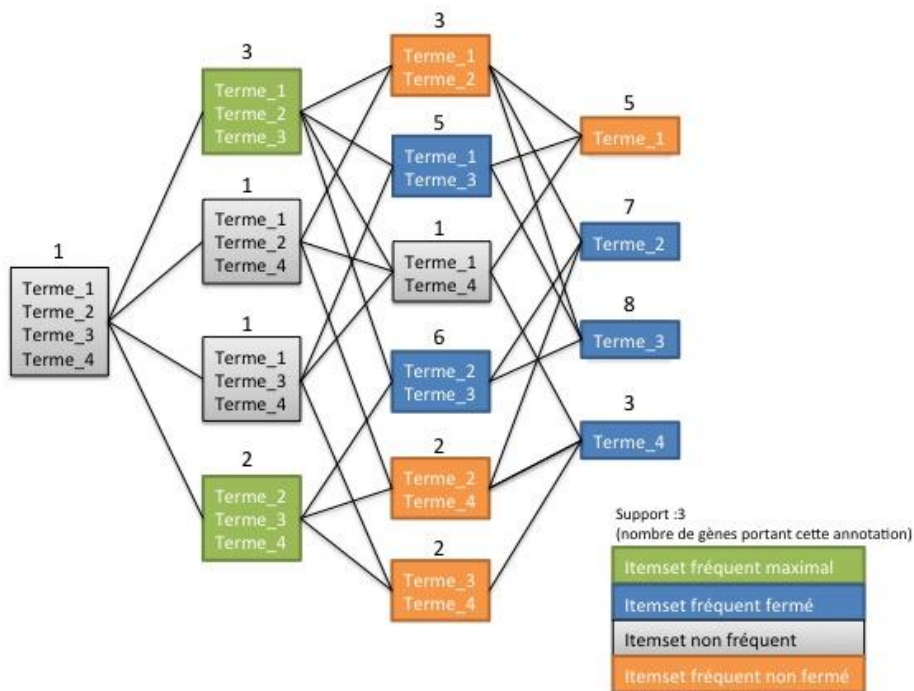 1
Terme_1
Terme_2
Terme_3
Terme_4
3
Terme_1
Terme_2
Terme_3
1
Terme_1
Terme_2
Terme_4
1
Terme_1
Terme_3
Terme_4
2
Terme_2
Terme_3
Terme_4
3
Terme_1
Terme_2
5
Terme_1
Terme_3
1
Terme_1
Terme_4
6
Terme_2
Terme_3
2
Terme_2
Terme_4
2
Terme_3
Terme_4
5
Terme_1
7
Terme_2
8
Terme_3
3
Terme_4
Support :3
(nombre de gènes portant cette annotation)
Itemset fréquent maximal
Itemset fréquent fermé
Itemset non fréquent
Itemset fréquent non fermé